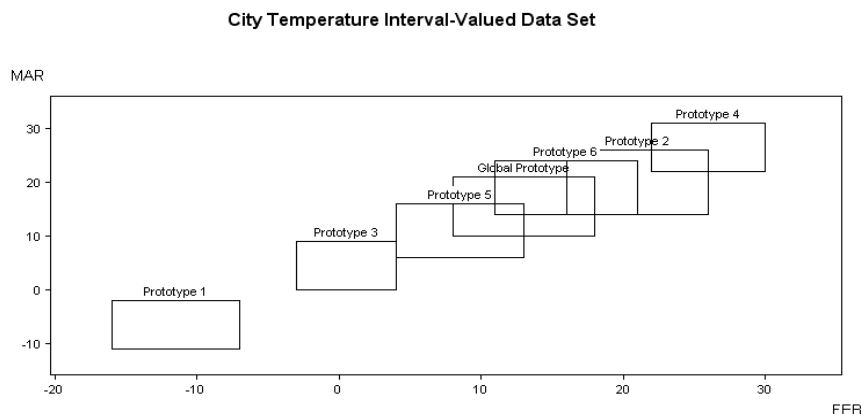 City Temperature Interval-Valued Data Set
MAR
Prototype 4
30
Prototype 2
Prototype 6
Global Prototype
20
Prototype 5
10
Prototype 3
0
Prototype 1
-10
-20 -10 0 10 20 30
FEB